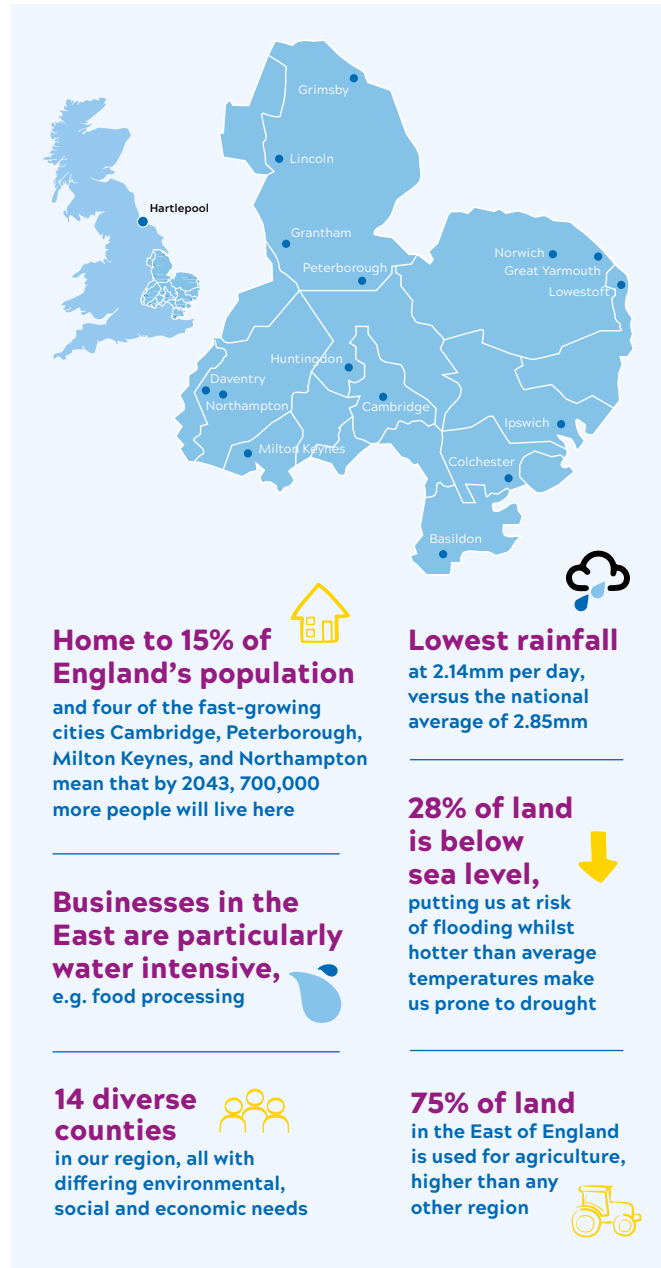 Grimsby
Lincoln
Hartlepool
Grantham
Peterborough
Norwich
Great Yarmouth
Lowestoft
Huntingdon
Daventry
Northampton
Cambridge
Ipswich
Milton Keynes
Colchester
Basildon
Home to 15% of
England’s population
and four of the fast-growing
cities Cambridge, Peterborough,
Milton Keynes, and Northampton
mean that by 2043, 700,000
more people will live here
Businesses in the
East are particularly
water intensive,
e.g. food processing
14 diverse
counties
in our region, all with
differing environmental,
social and economic needs
Lowest rainfall
at 2.14mm per day,
versus the national
average of 2.85mm
28% of land
is below
sea level,
putting us at risk
of flooding whilst
hotter than average
temperatures make
us prone to drought
75% of land
in the East of England
is used for agriculture,
higher than any
other region